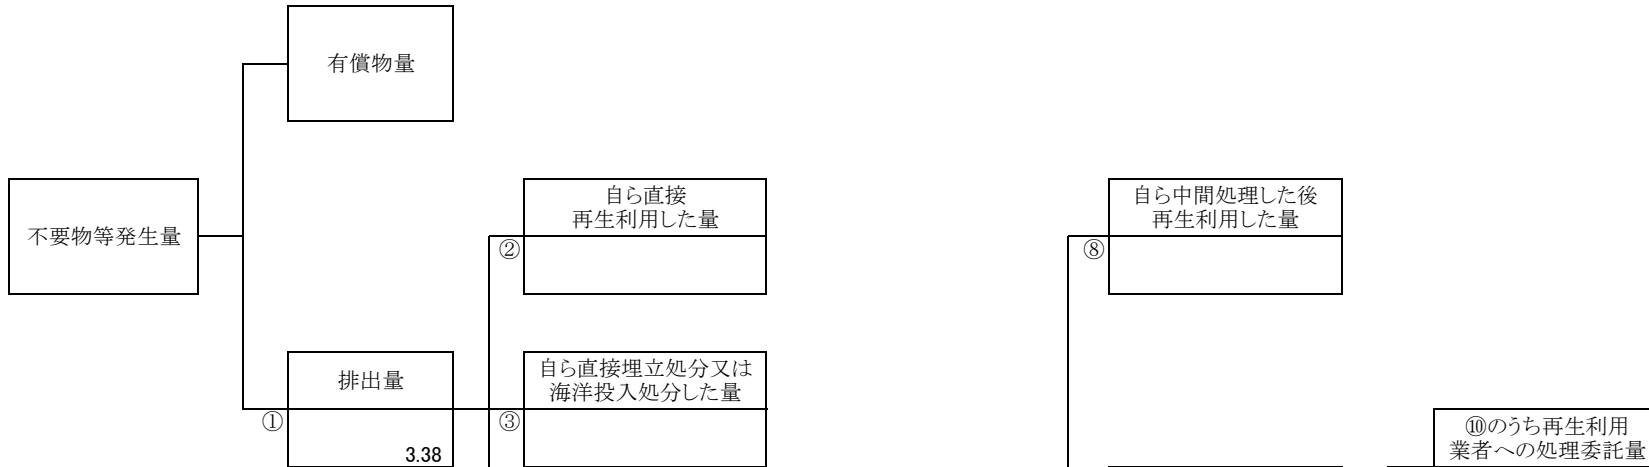 有償物量
不要物等発生量
自ら直接
再生利用した量
②
自ら中間処理した後
再生利用した量
⑧
排出量
①
3.38
自ら直接埋立処分又は
海洋投入処分した量
③
⑩のうち再生利用
業者への処理委託量